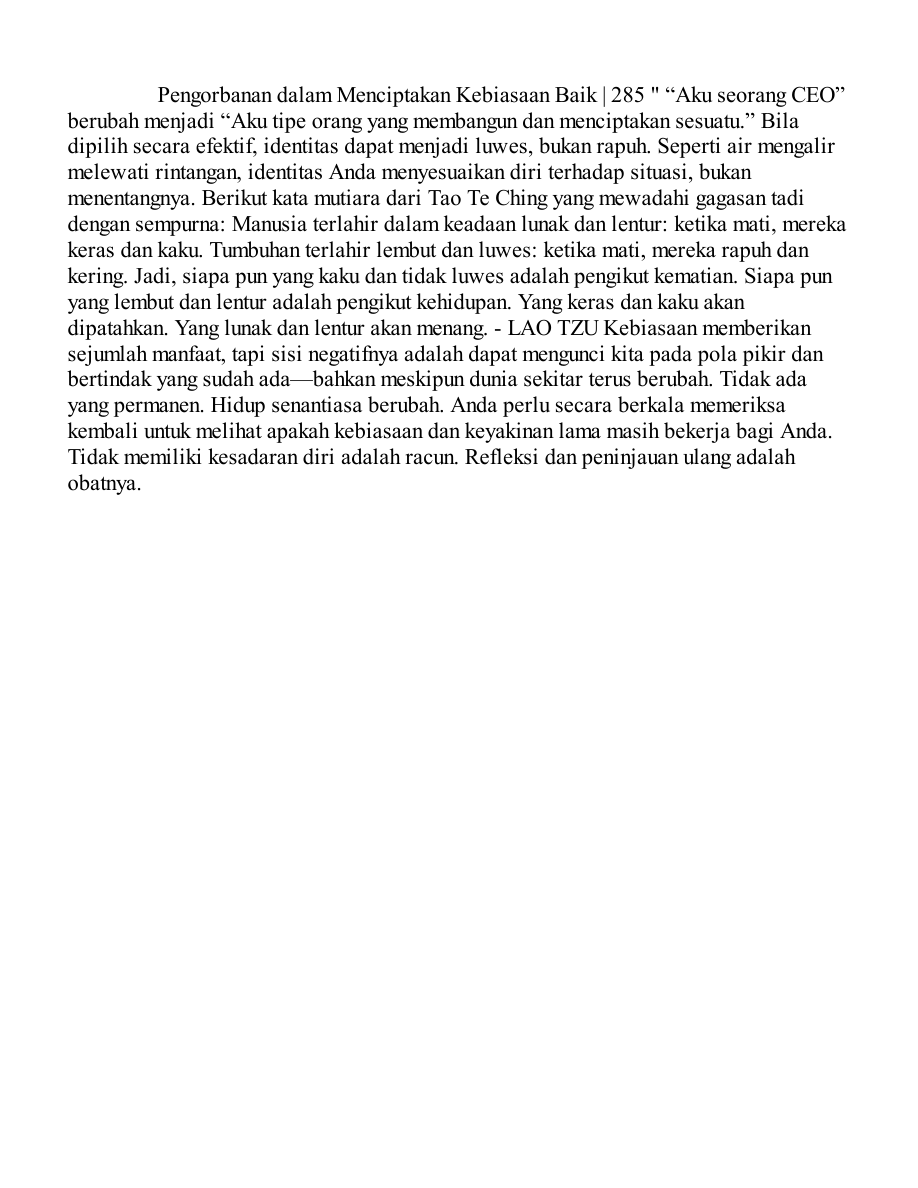 Pengorbanan dalam Menciptakan Kebiasaan Baik | 285 " “Aku seorang CEO”
berubah menjadi “Aku tipe orang yang membangun dan menciptakan sesuatu.” Bila
dipilih secara efektif, identitas dapat menjadi luwes, bukan rapuh. Seperti air mengalir
melewati rintangan, identitas Anda menyesuaikan diri terhadap situasi, bukan
menentangnya. Berikut kata mutiara dari Tao Te Ching yang mewadahi gagasan tadi
dengan sempurna: Manusia terlahir dalam keadaan lunak dan lentur: ketika mati, mereka
keras dan kaku. Tumbuhan terlahir lembut dan luwes: ketika mati, mereka rapuh dan
kering. Jadi, siapa pun yang kaku dan tidak luwes adalah pengikut kematian. Siapa pun
yang lembut dan lentur adalah pengikut kehidupan. Yang keras dan kaku akan
dipatahkan. Yang lunak dan lentur akan menang. - LAO TZU Kebiasaan memberikan
sejumlah manfaat, tapi sisi negatifnya adalah dapat mengunci kita pada pola pikir dan
bertindak yang sudah ada—bahkan meskipun dunia sekitar terus berubah. Tidak ada
yang permanen. Hidup senantiasa berubah. Anda perlu secara berkala memeriksa
kembali untuk melihat apakah kebiasaan dan keyakinan lama masih bekerja bagi Anda.
Tidak memiliki kesadaran diri adalah racun. Refleksi dan peninjauan ulang adalah
obatnya.